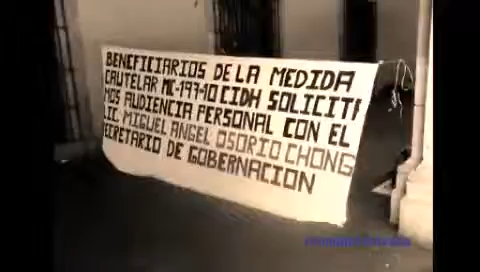 BENEFICIARIOS DE LA MEDIDA
CAUTELAR MC-197-10 CIDH SOLICITA
MOS AUDIENCIA PERSONAL CON EL
LIC. MIGUEL ANGEL OSORIO CHONG
SECRETARIO DE GOBERNACION